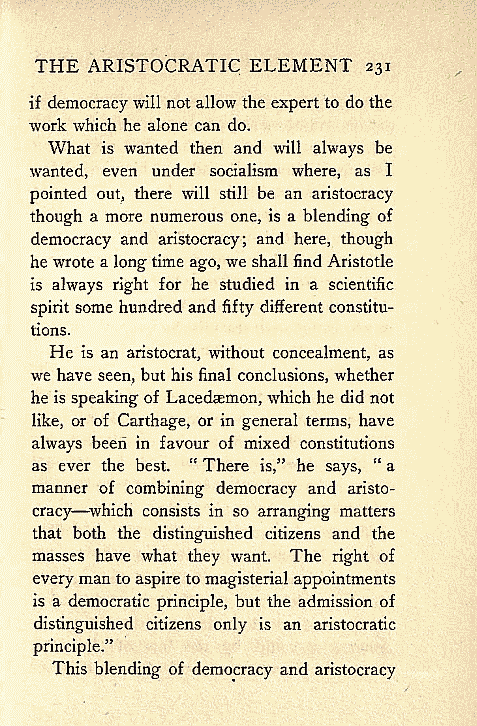 THE ARISTOCRATIC ELEMENT 231
if democracy will not allow the expert to do the
work which he alone can do.
What is wanted then and will always be
wanted, even under socialism where, as I
pointed out, there will still be an aristocracy
though a more numerous one, is a blending of
democracy and aristocracy; and here, though
he wrote a long time ago, we shall find Aristotle
is always right for he studied in a scientific
spirit some hundred and fifty different constitu-
tions.
He is an aristocrat, without concealment, as
we have seen, but his final conclusions, whether
he is speaking of Lacedæmon, which he did not
like, or of Carthage, or in general terms, have
always been in favour of mixed constitutions
as ever the best. “ There is,” he says, “ a
manner of combining democracy and aristo-
cracy—which consists in so arranging matters
that both the distinguished citizens and the
masses have what they want. The right of
every man to aspire to magisterial appointments
is a democratic principle, but the admission of
distinguished citizens only is an aristocratic
principle.”
This blending of democracy and aristocracy